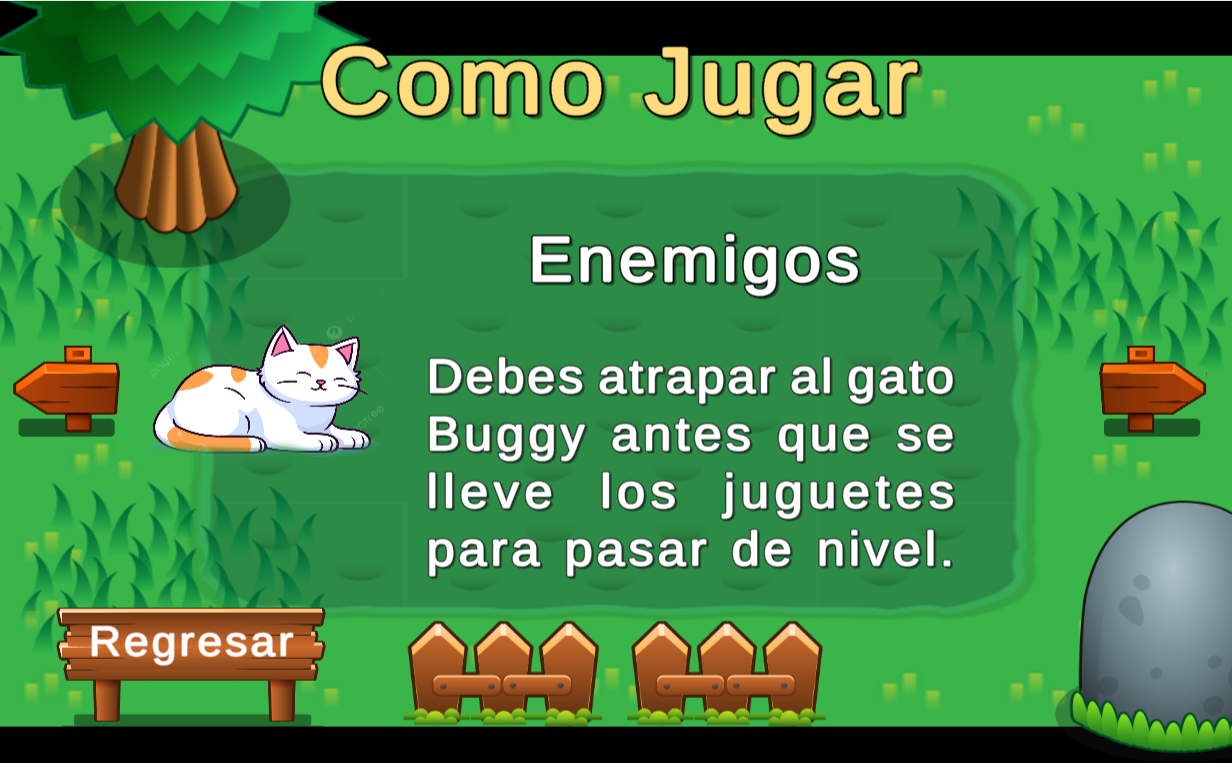 Como Jugar
Enemigos
Debes atrapar al gato
Buggy antes que se
lleve los juguetes
para pasar de nivel.
Regresar